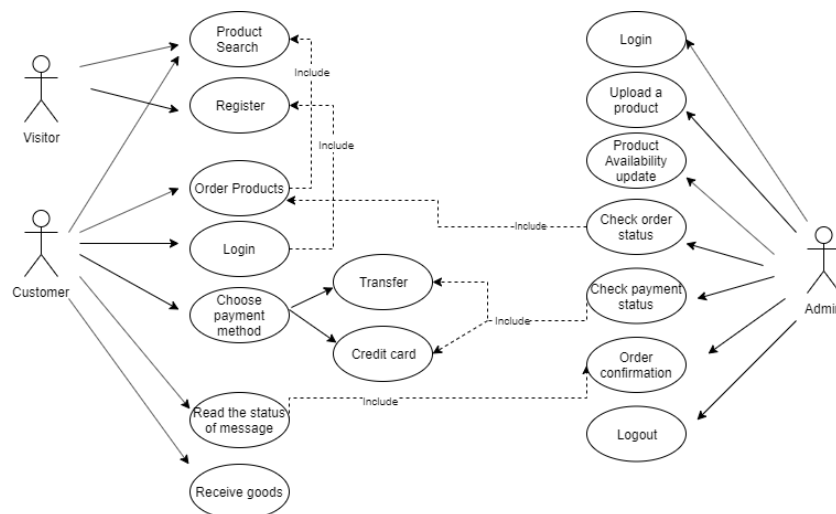 Product
Search
Login
Include
Visitor
Register
Upload a
product
Include
Product
Availability
update
Order Products
Check order
status
Include
Customer
Login
Choose
payment
method
Transfer
Check payment
status
Admin
Include
Credit card
Order
confirmation
Include
Read the status
of message
Logout
Receive goods